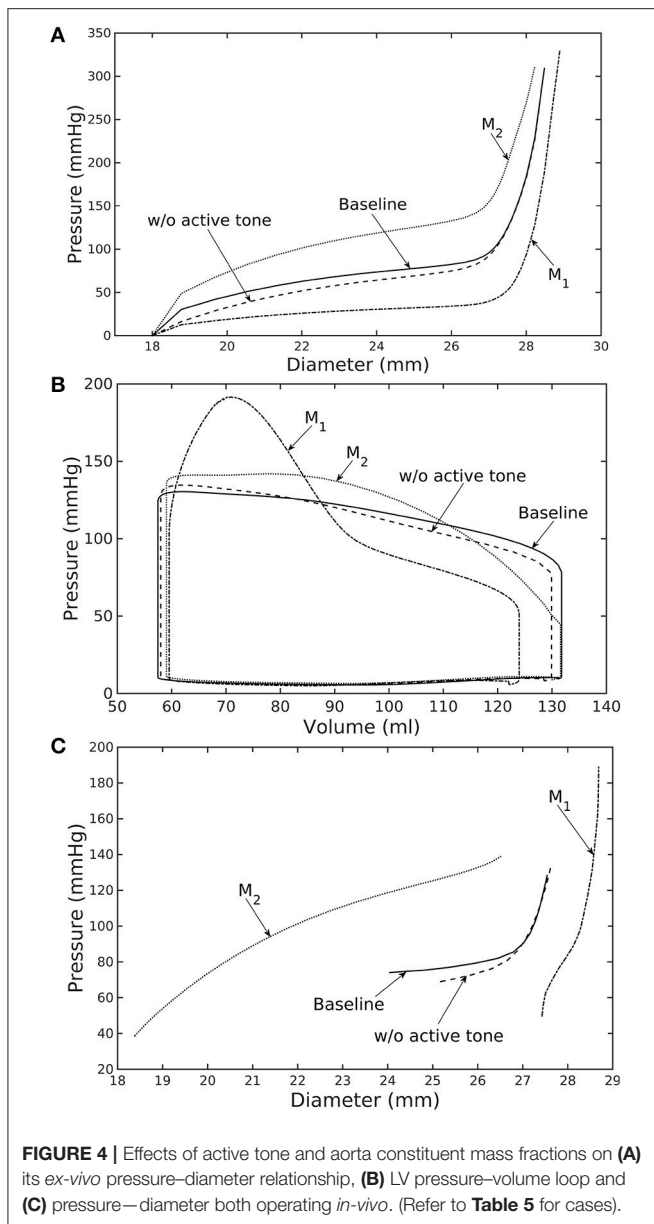 A
350
300
250
200
150
100
50
0
Pressure (mmHg)
M2
Baseline
w/o active tone
M1
18 20 22 24 26 28 30
Diameter (mm)
B
200
150
100
50
0
Pressure (mmHg)
M1
M2
w/o active tone
Baseline
50 60 70 80 90 100 110 120 130 140
Volume (ml)
C
200
180
160
140
120
100
80
60
40
20
Pressure (mmHg)
M1
M2
Baseline
w/o active tone
18 19 20 21 22 23 24 25 26 27 28 29
Diameter (mm)
FIGURE 4 | Effects of active tone and aorta constituent mass fractions on (A)
its ex-vivo pressure–diameter relationship, (B) LV pressure–volume loop and
(C) pressure—diameter both operating in-vivo. (Refer to Table 5 for cases).